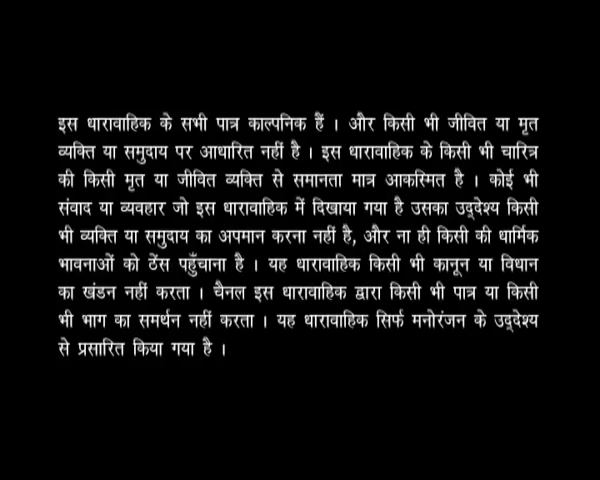 इस धारावाहिक के सभी पात्र काल्पनिक हैं । और किसी भी जीवित या मृत
व्यक्ति या समुदाय पर आधारित नहीं है । इस धारावाहिक के किसी भी चारित्र
की किसी मृत या जीवित व्यक्ति से समानता मात्र आकस्मित है । कोई भी
संवाद या व्यवहार जो इस धारावाहिक में दिखाया गया है उसका उद्देश्य किसी
भी व्यक्ति या समुदाय का अपमान करना नहीं है, और ना ही किसी की धार्मिक
भावनाओं को ठेंस पहुँचाना है । यह धारावाहिक किसी भी कानून या विधान
का खंडन नहीं करता । चैनल इस धारावाहिक द्वारा किसी भी पात्र या किसी
भी भाग का समर्थन नहीं करता । यह धारावाहिक सिर्फ मनोरंजन के उद्देश्य
से प्रसारित किया गया है ।